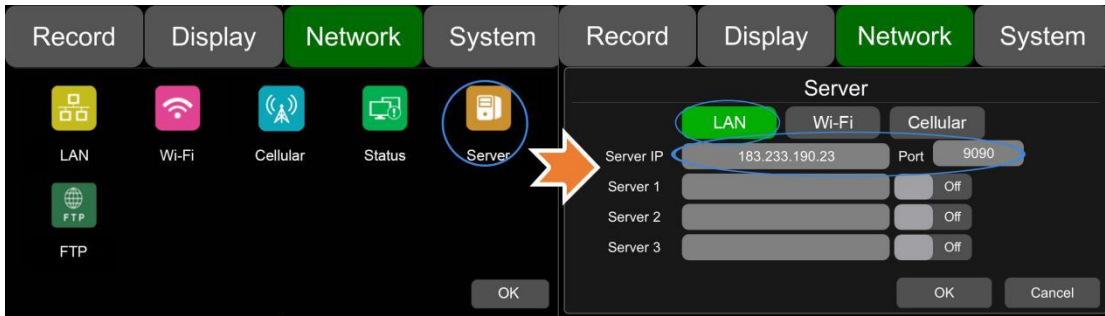 Record Display Network System
LAN Wi-Fi Cellular Status Server
FTP
FTP
OK
Record Display Network System
Server
LAN Wi-Fi Cellular
Server IP 183.233.190.23 Port 9090
Server 1 Off
Server 2 Off
Server 3 Off
OK Cancel